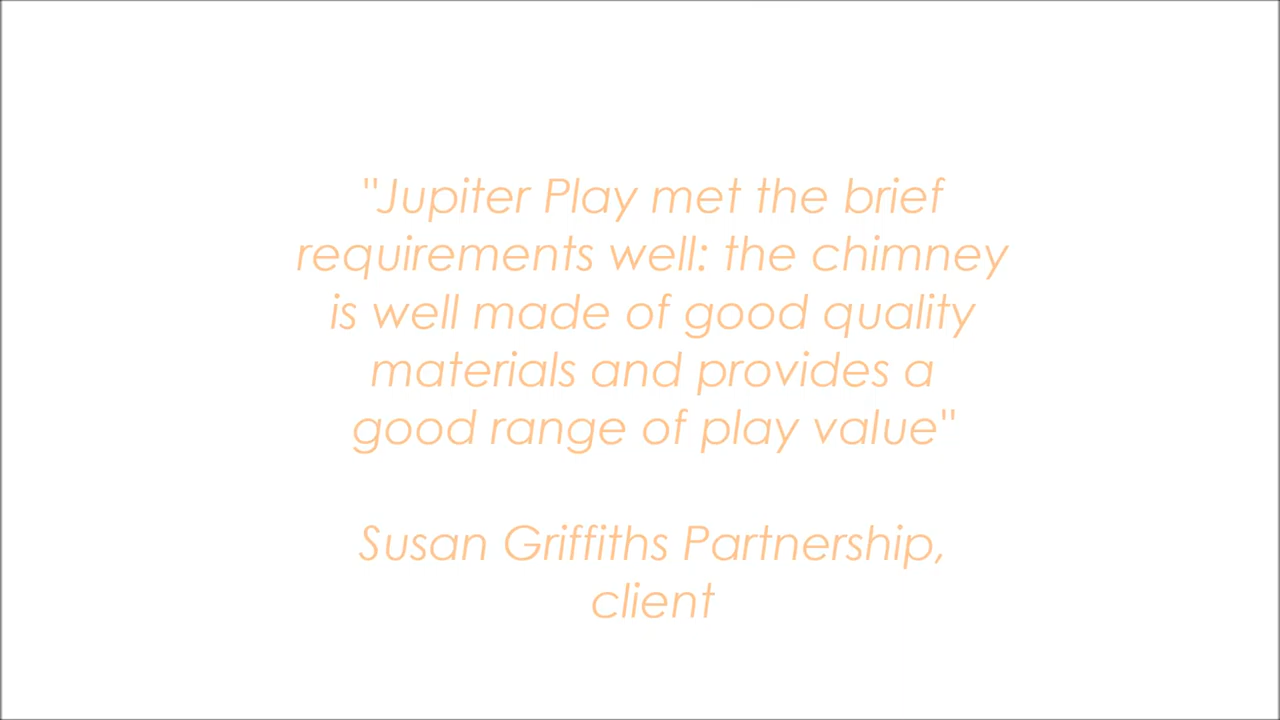 "Jupiter Play met the brief
requirements well: the chimney
is well made of good quality
materials and provides a
good range of play value"
Susan Griffiths Partnership,
client